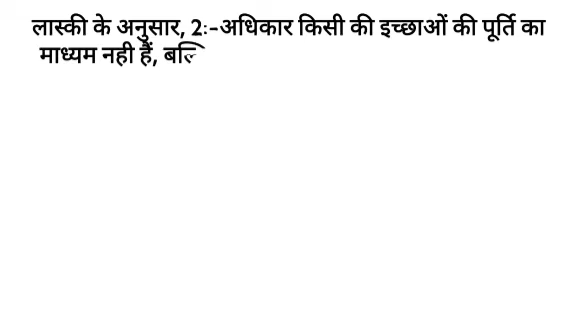 लास्की के अनुसार, 2ः-अधिकार किसी की इच्छाओं की पूर्ति का
माध्यम नही हैं,